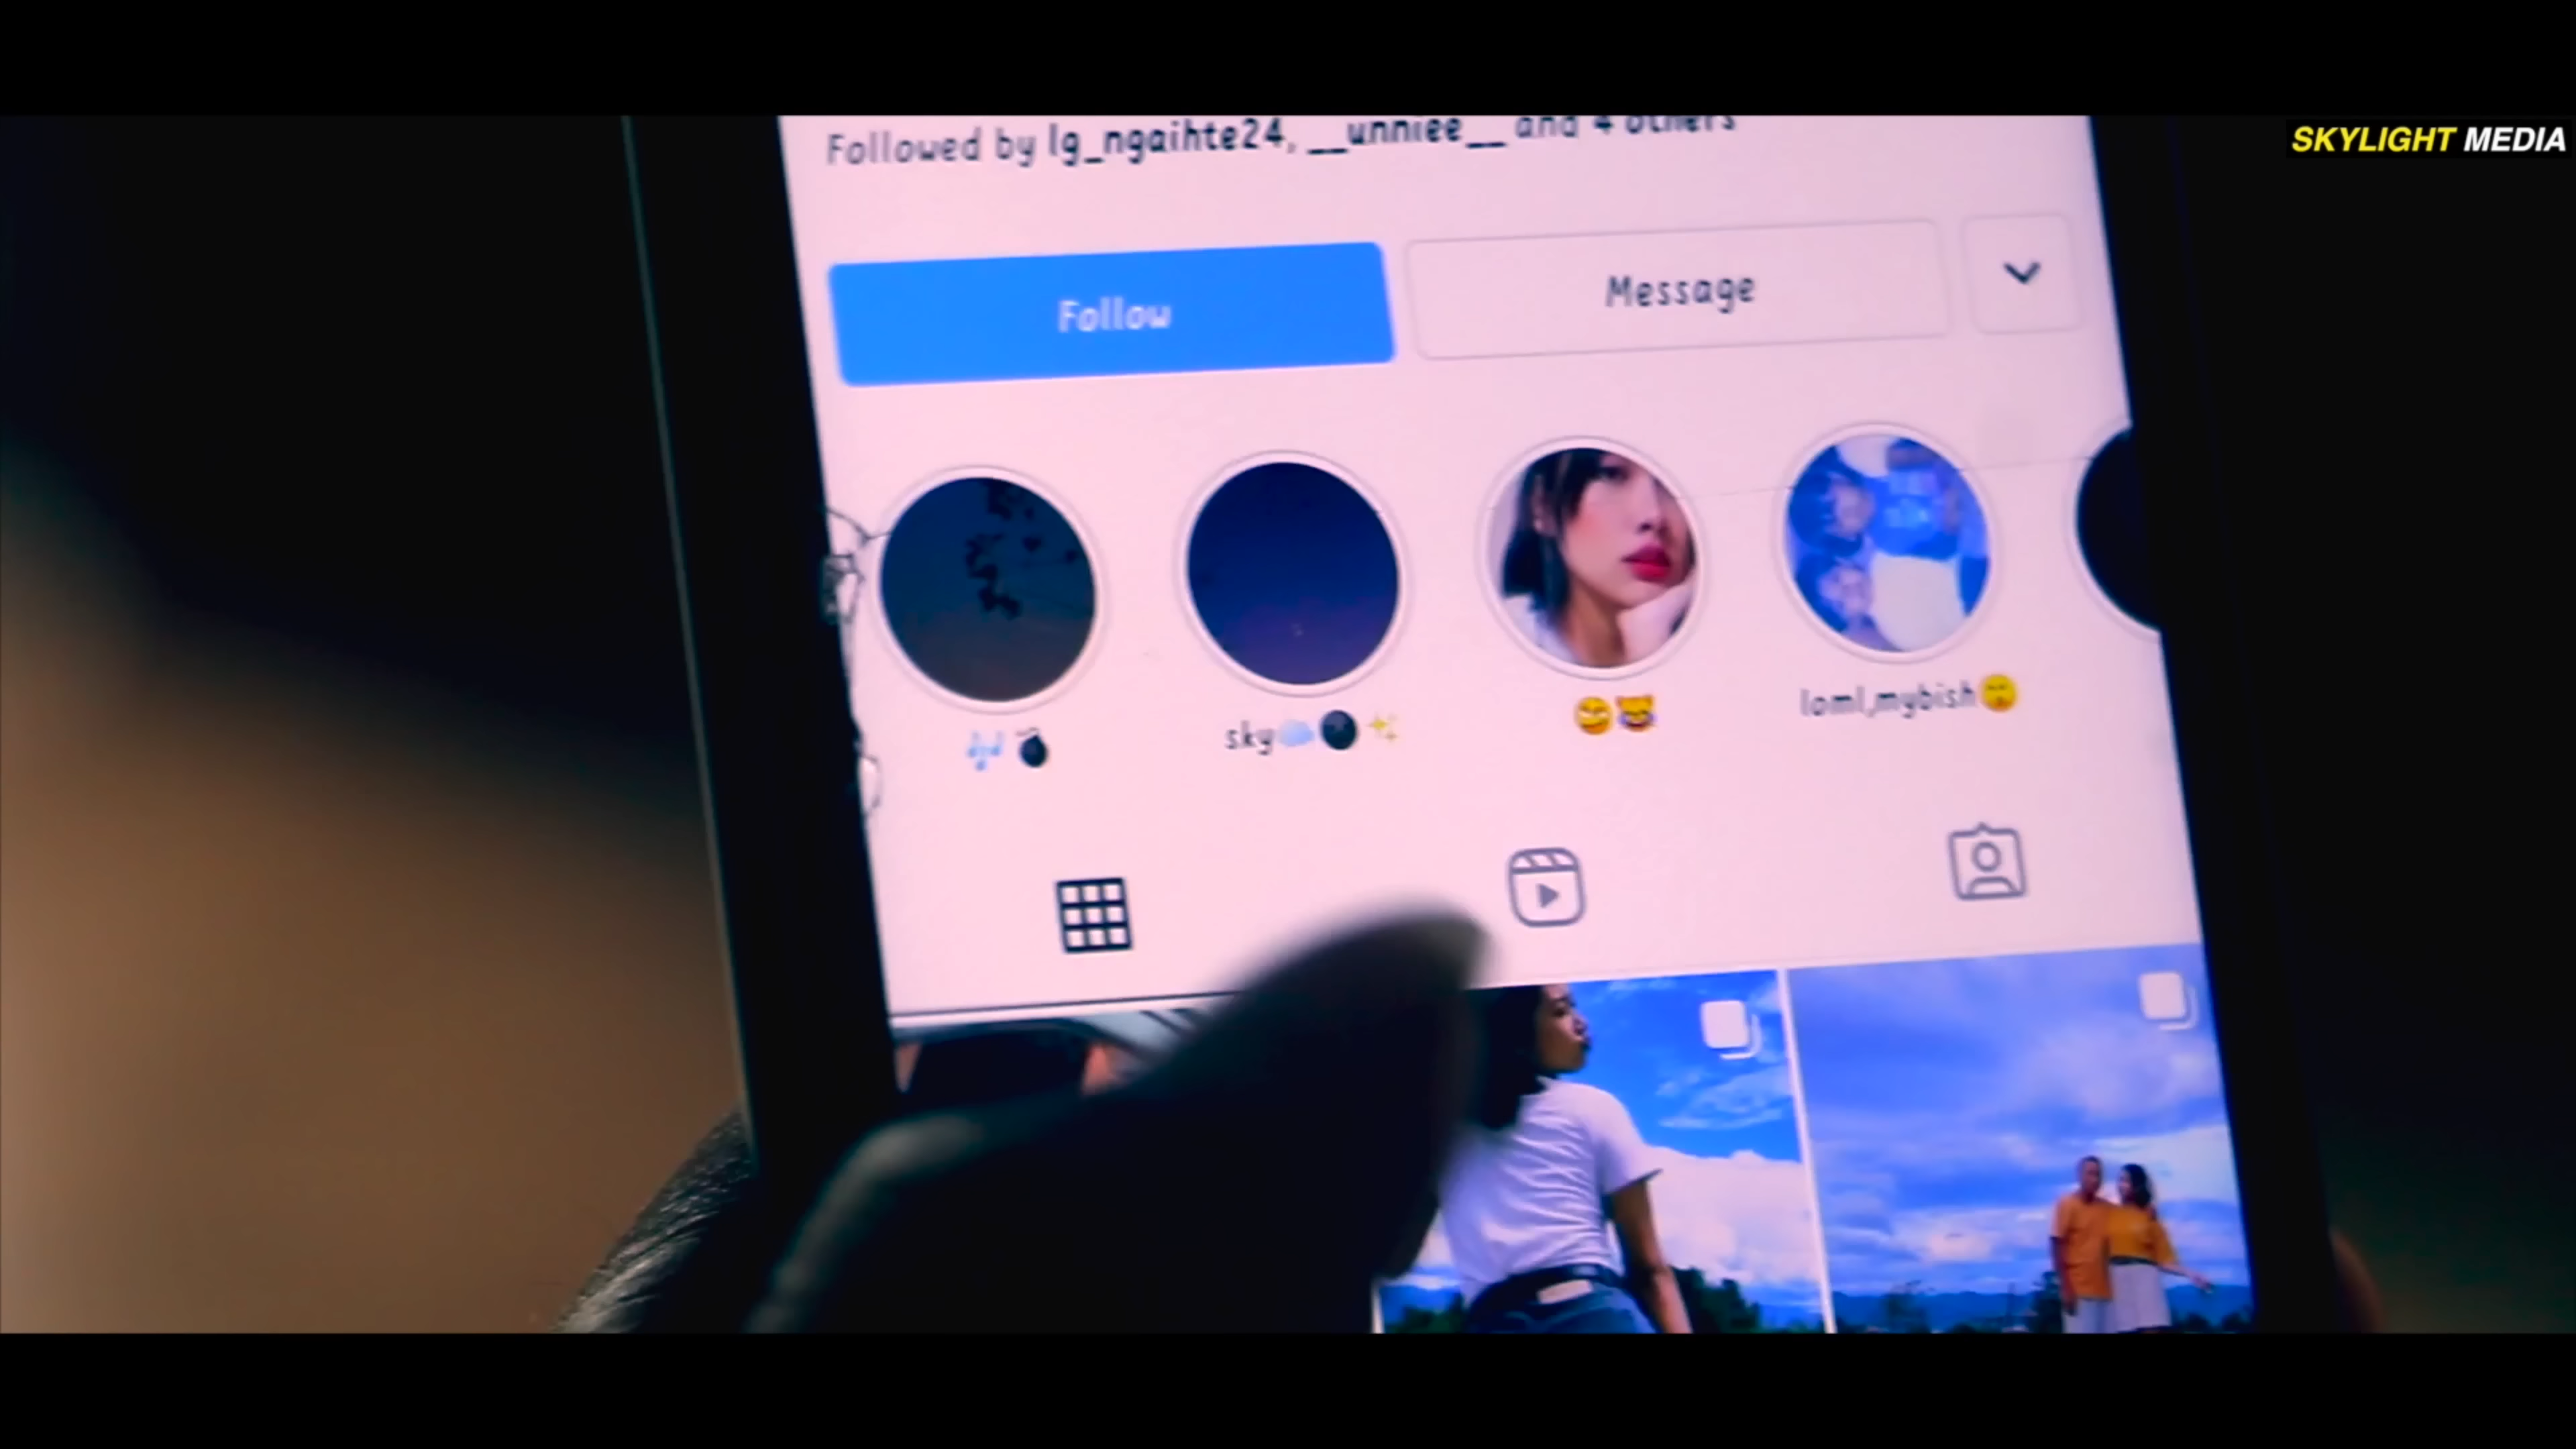 Followed by lg_ngaihte24, __unniee__ and 4 others
SKYLIGHT MEDIA
Follow
Message
sky☁️🌑✨
loml,mybish